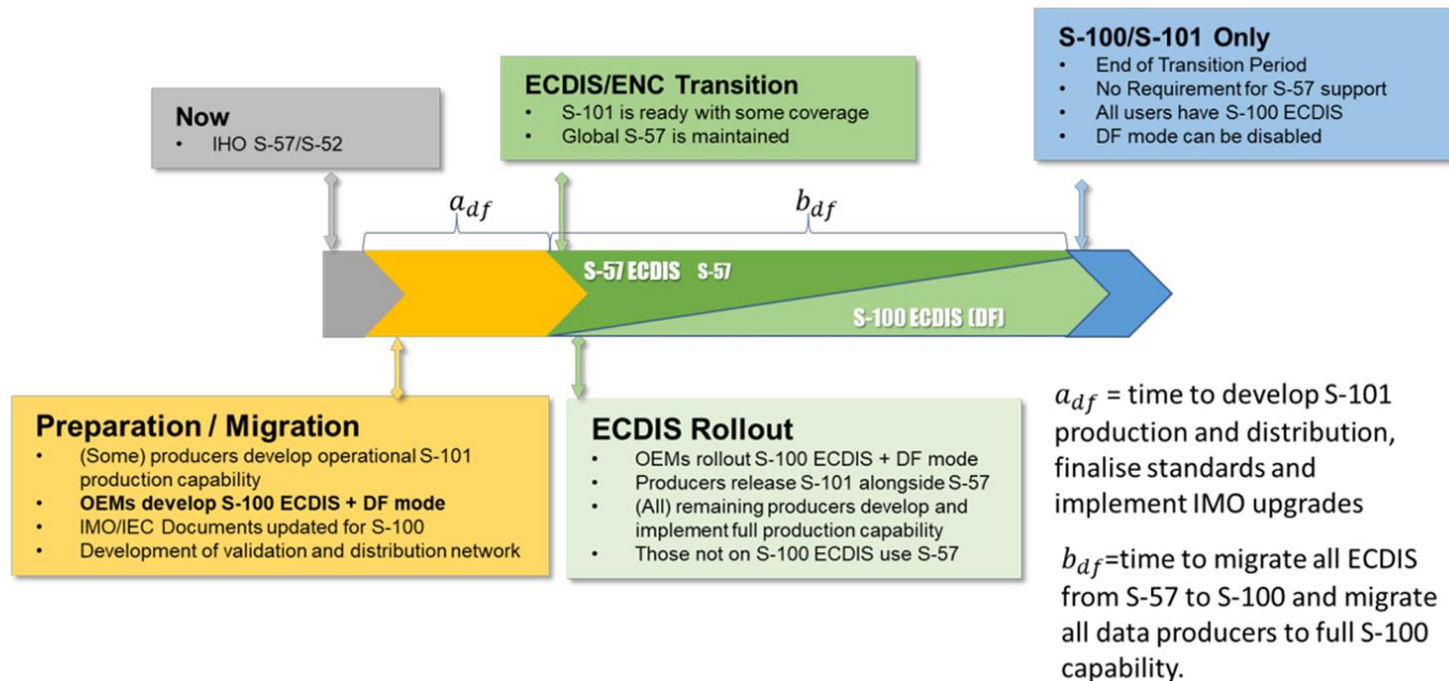 Now
• IHO S-57/S-52
ECDIS/ENC Transition
• S-101 is ready with some coverage
• Global S-57 is maintained
S-100/S-101 Only
• End of Transition Period
• No Requirement for S-57 support
• All users have S-100 ECDIS
• DF mode can be disabled
a_df
b_df
S-57 ECDIS S-57
S-100 ECDIS (DF)
Preparation / Migration
• (Some) producers develop operational S-101
production capability
• OEMs develop S-100 ECDIS + DF mode
• IMO/IEC Documents updated for S-100
• Development of validation and distribution network
ECDIS Rollout
• OEMs rollout S-100 ECDIS + DF mode
• Producers release S-101 alongside S-57
• (All) remaining producers develop and
implement full production capability
• Those not on S-100 ECDIS use S-57
a_df = time to develop S-101
production and distribution,
finalise standards and
implement IMO upgrades
b_df=time to migrate all ECDIS
from S-57 to S-100 and migrate
all data producers to full S-100
capability.